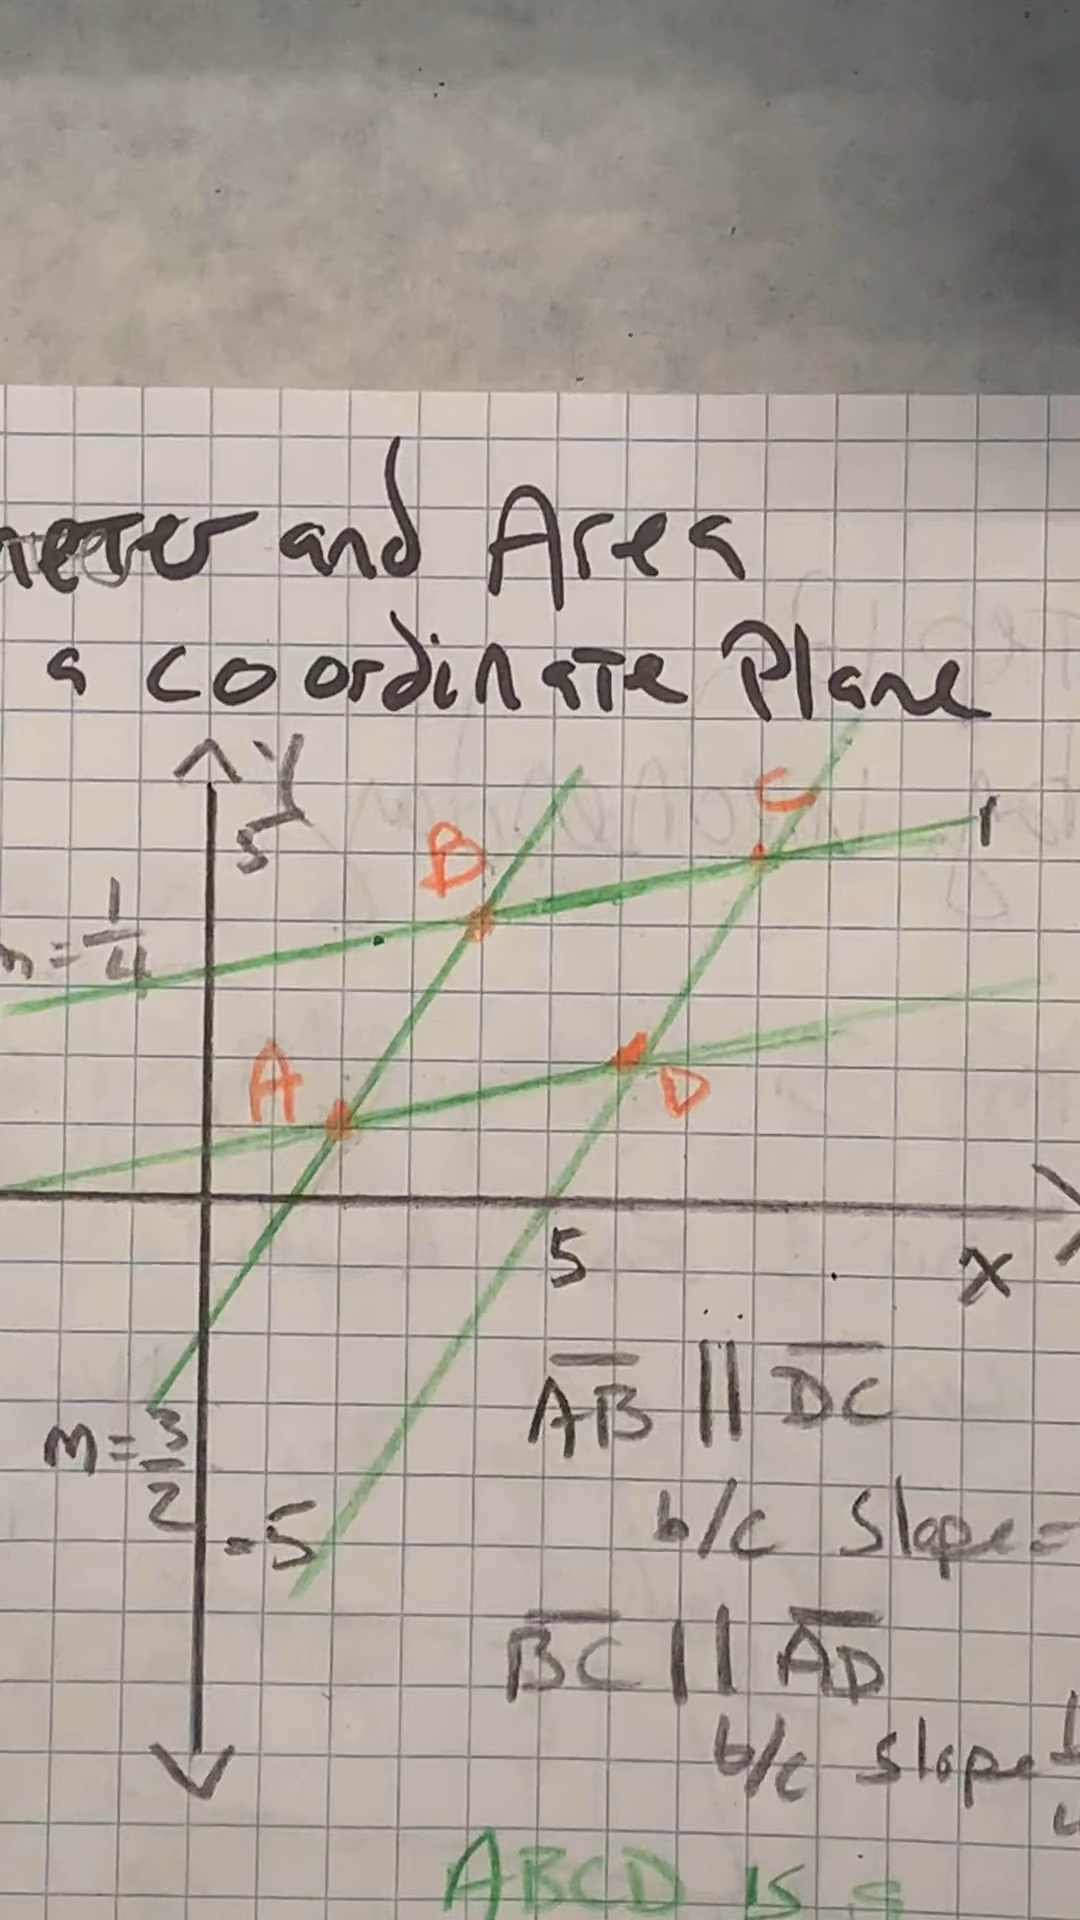 and Area
a coordinate Plane
y
5
C
B
m = 1/4
A
D
5
x
AB || DC
m = 3/2
b/c Slope =
-5
BC || AD
b/c slope
ABCD is a